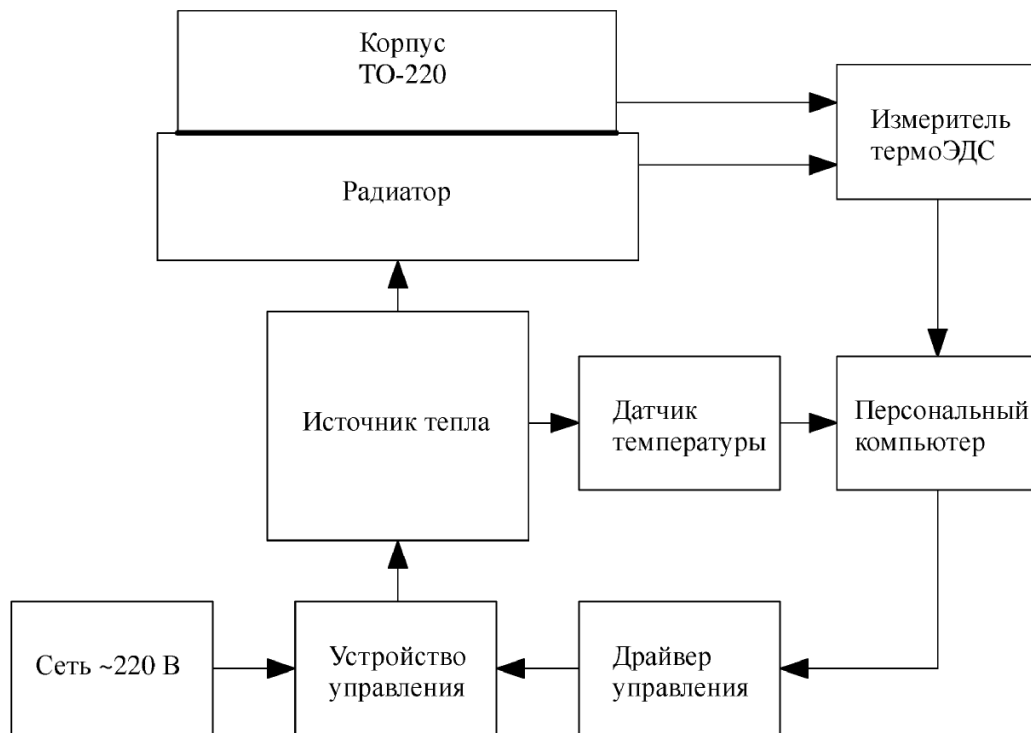 Корпус
ТО-220
Измеритель
термоЭДС
Радиатор
Источник тепла
Датчик
температуры
Персональный
компьютер
Сеть ~220 В
Устройство
управления
Драйвер
управления